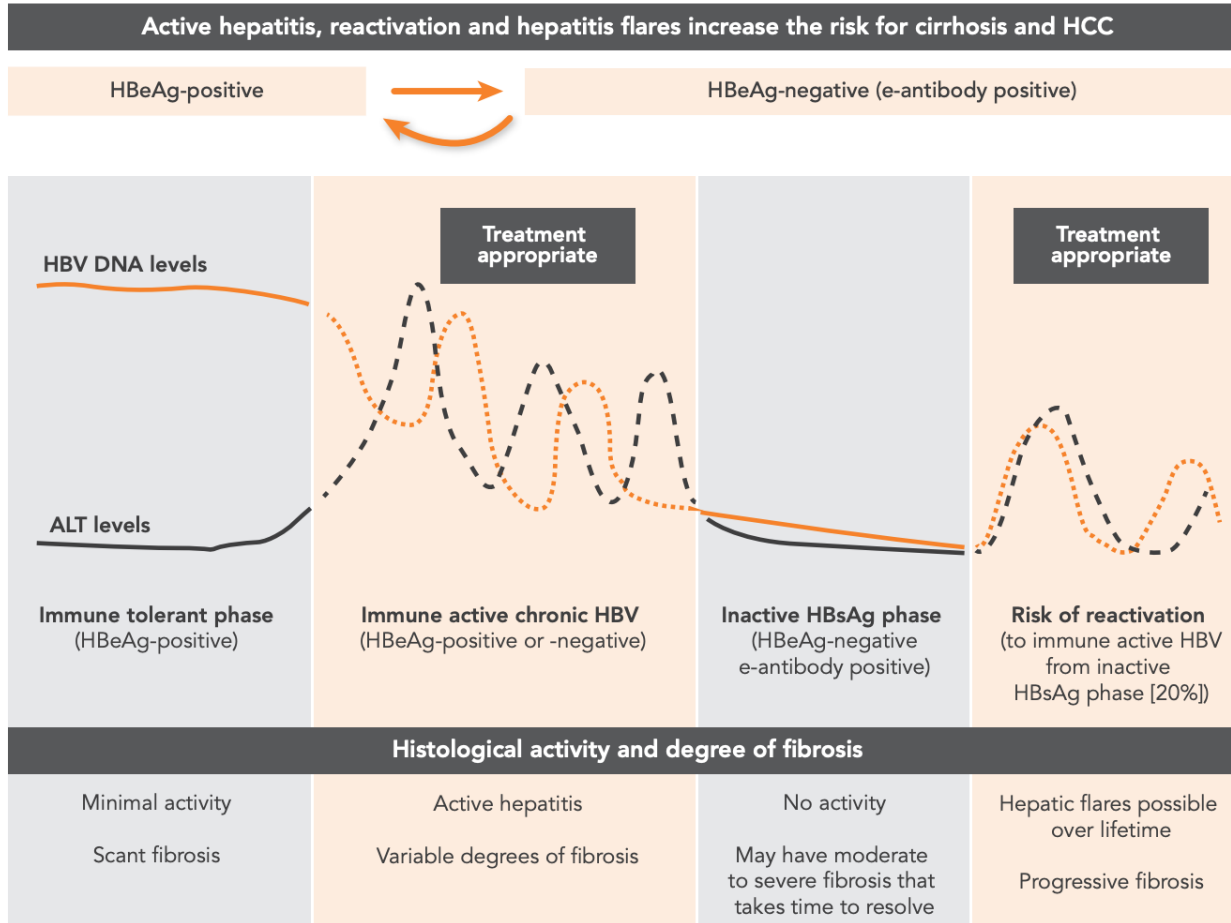 Active hepatitis, reactivation and hepatitis flares increase the risk for cirrhosis and HCC
HBeAg-positive
HBeAg-negative (e-antibody positive)
Treatment
appropriate
Treatment
appropriate
HBV DNA levels
ALT levels
Immune tolerant phase
(HBeAg-positive)
Immune active chronic HBV
(HBeAg-positive or -negative)
Inactive HBsAg phase
(HBeAg-negative
e-antibody positive)
Risk of reactivation
(to immune active HBV
from inactive
HBsAg phase [20%])
Histological activity and degree of fibrosis
Minimal activity
Scant fibrosis
Active hepatitis
Variable degrees of fibrosis
No activity
May have moderate
to severe fibrosis that
takes time to resolve
Hepatic flares possible
over lifetime
Progressive fibrosis